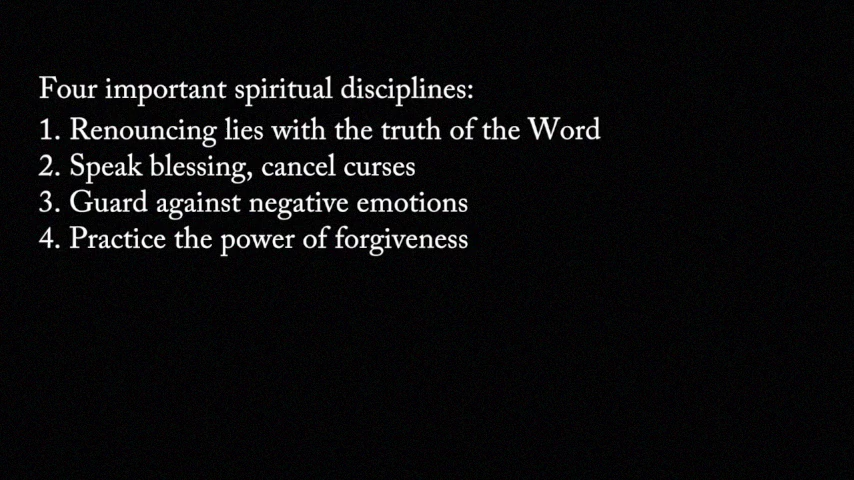 Four important spiritual disciplines:
1. Renouncing lies with the truth of the Word
2. Speak blessing, cancel curses
3. Guard against negative emotions
4. Practice the power of forgiveness